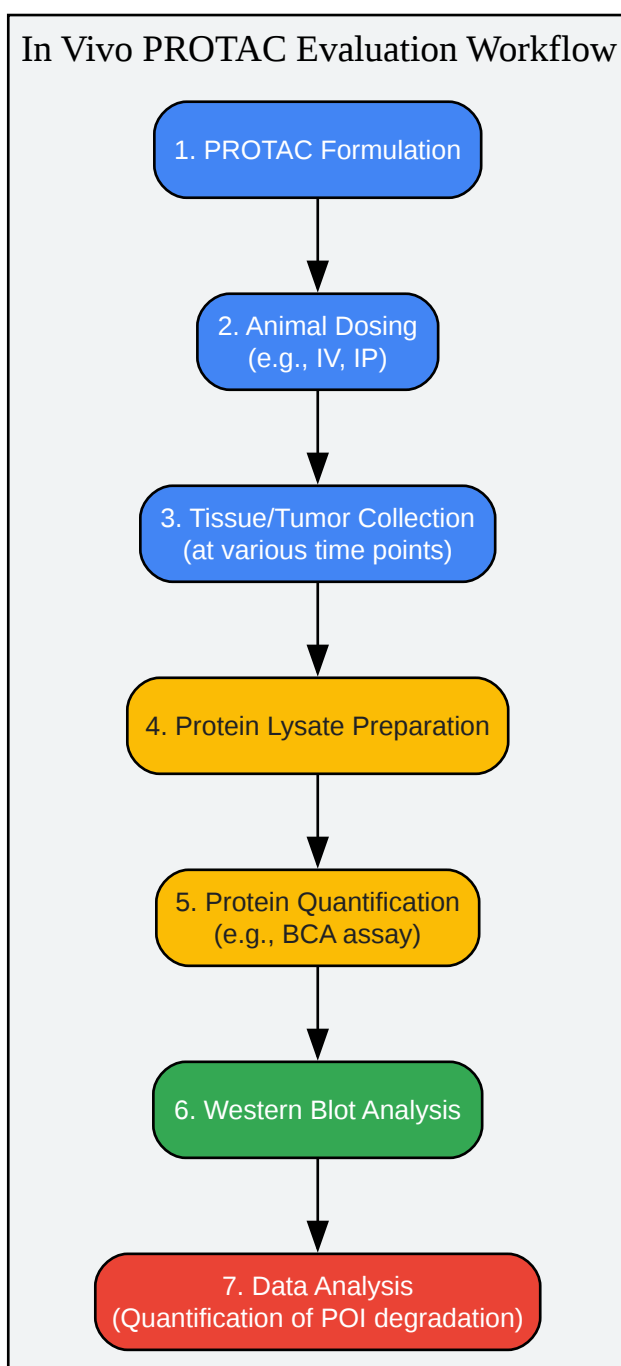 In Vivo PROTAC Evaluation Workflow
1. PROTAC Formulation
2. Animal Dosing
(e.g., IV, IP)
3. Tissue/Tumor Collection
(at various time points)
4. Protein Lysate Preparation
5. Protein Quantification
(e.g., BCA assay)
6. Western Blot Analysis
7. Data Analysis
(Quantification of POI degradation)